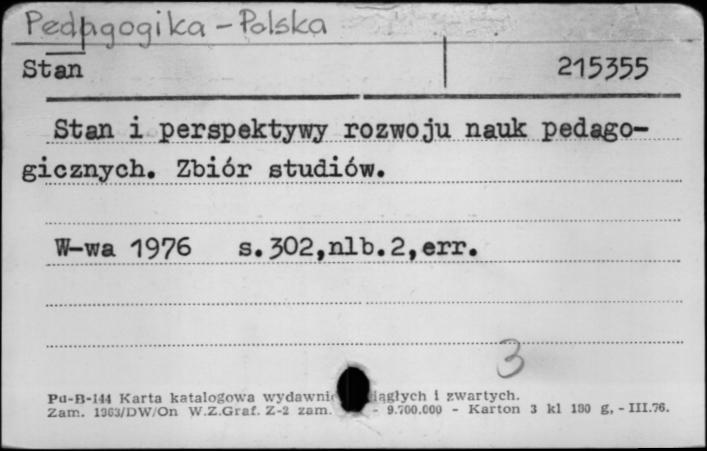 Pedagogika - Polska
Stan 215355
Stan i perspektywy rozwoju nauk pedago-
gicznych. Zbiór studiów.
W-wa 1976 s.302,nlb.2,err.
3
Pu-B-144 Karta katalogowa wydawni iągłych i zwartych.
Zam. 1963/DW/On W.Z.Graf. Z-2 zam. - 9.700.000 - Karton 3 kl 180 g, - III.76.